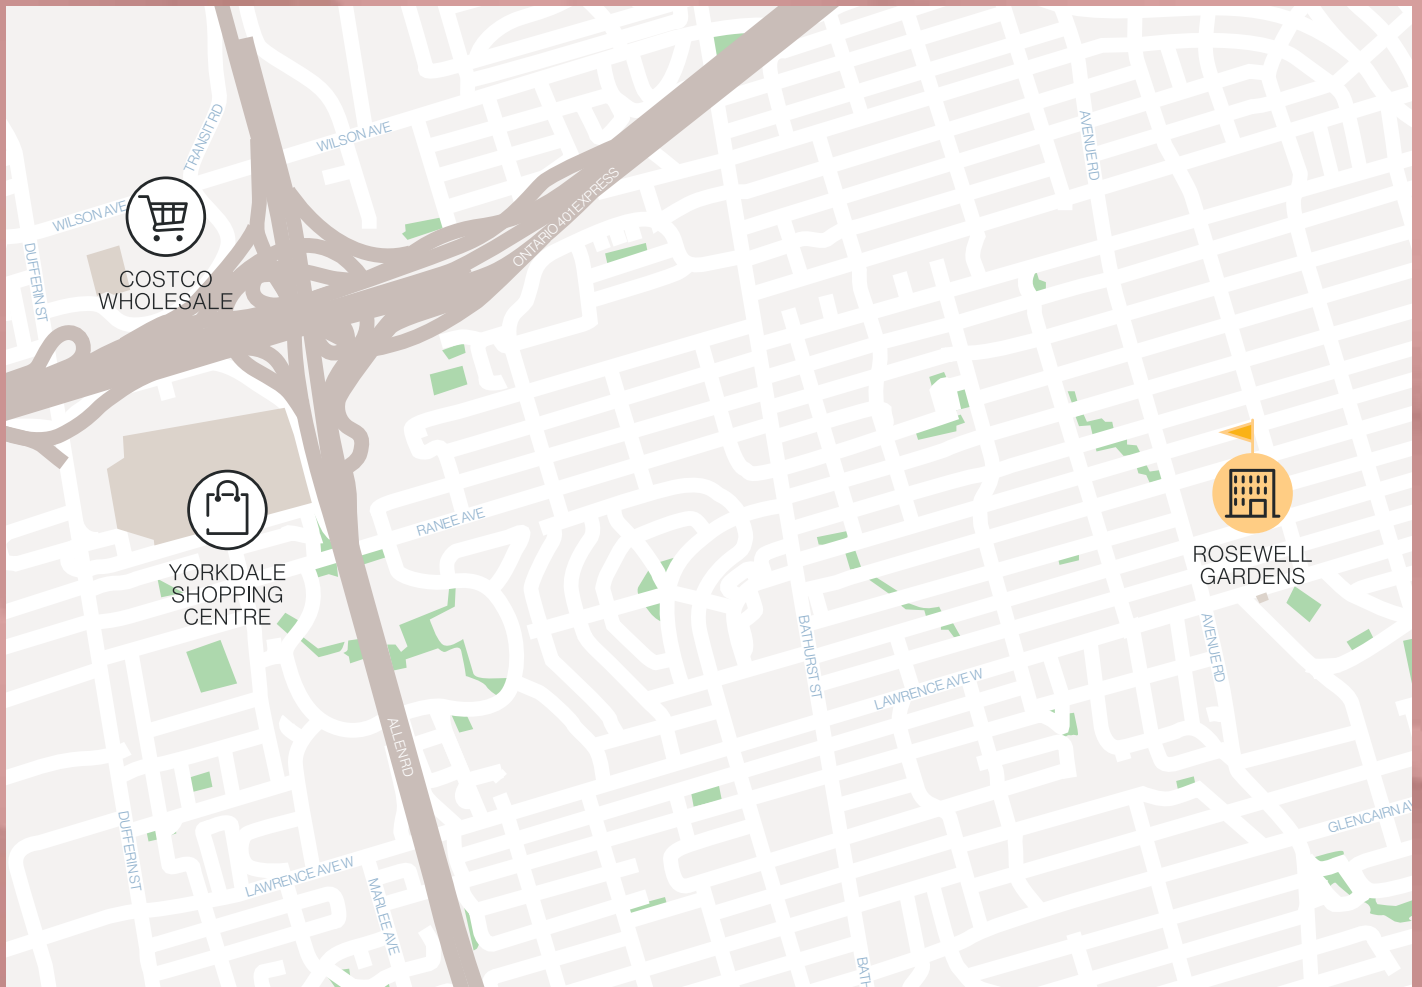 TRANSIT RD
WILSON AVE
AVENUE RD
ONTARIO 401 EXPRESS
WILSON AVE
DUFFERIN ST
COSTCO
WHOLESALE
RANEE AVE
YORKDALE
SHOPPING
CENTRE
ROSEWELL
GARDENS
BATHURST ST
AVENUE RD
LAWRENCE AVE W
ALLEN RD
GLENCAIRN AV
DUFFERIN ST
LAWRENCE AVE W
MARLEE AVE
BATH